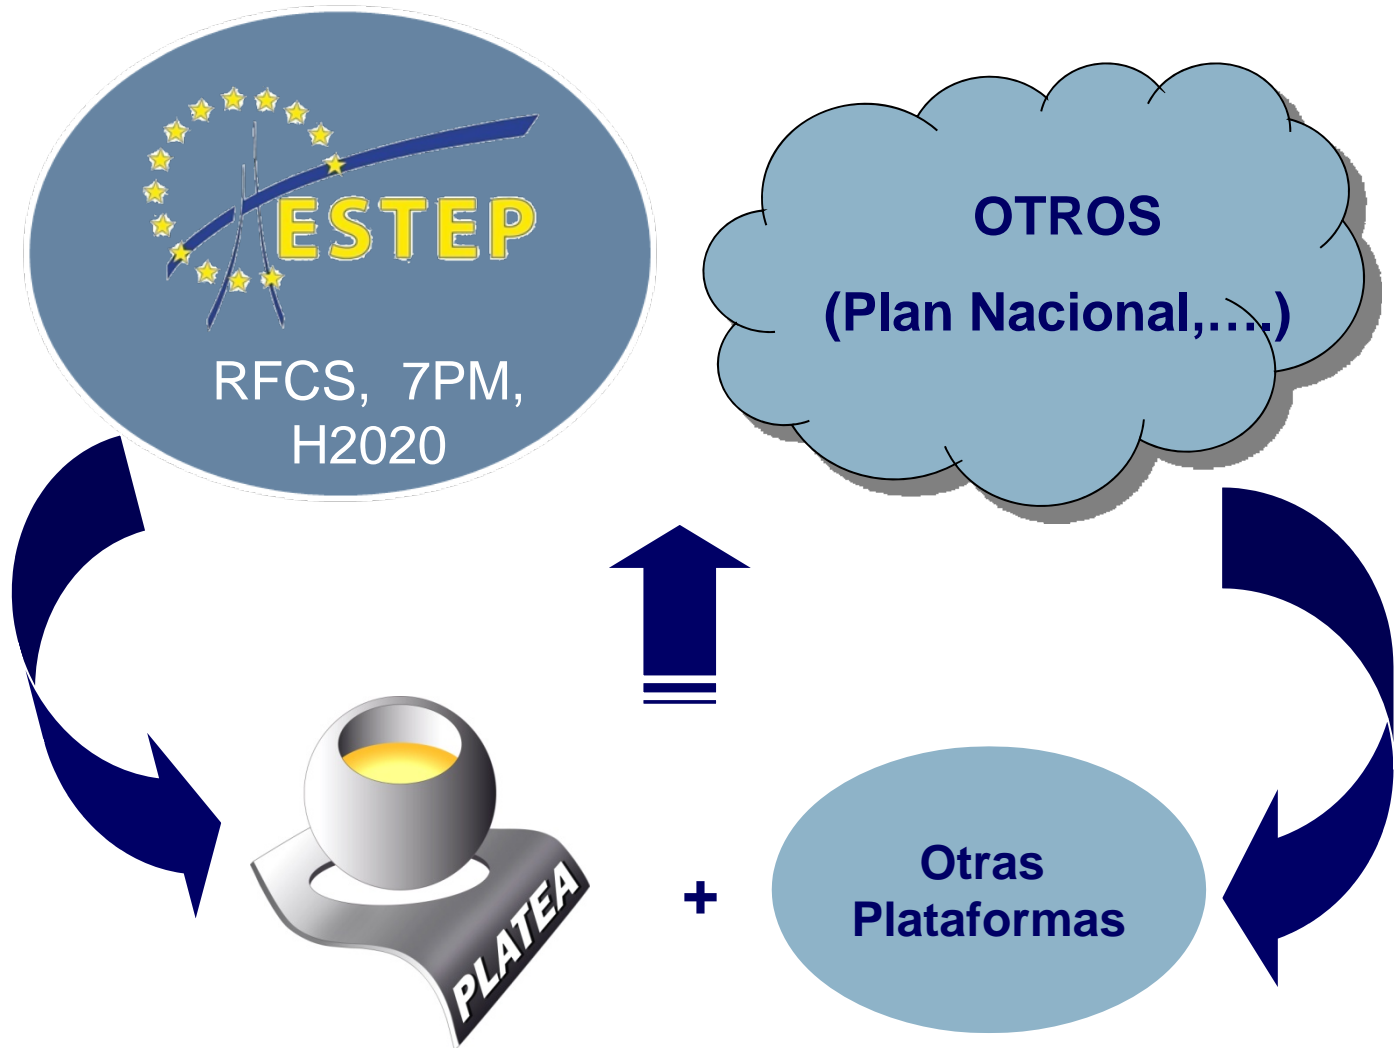 ESTEP
RFCS, 7PM,
H2020
OTROS
(Plan Nacional,….)
PLATEA
+
Otras
Plataformas